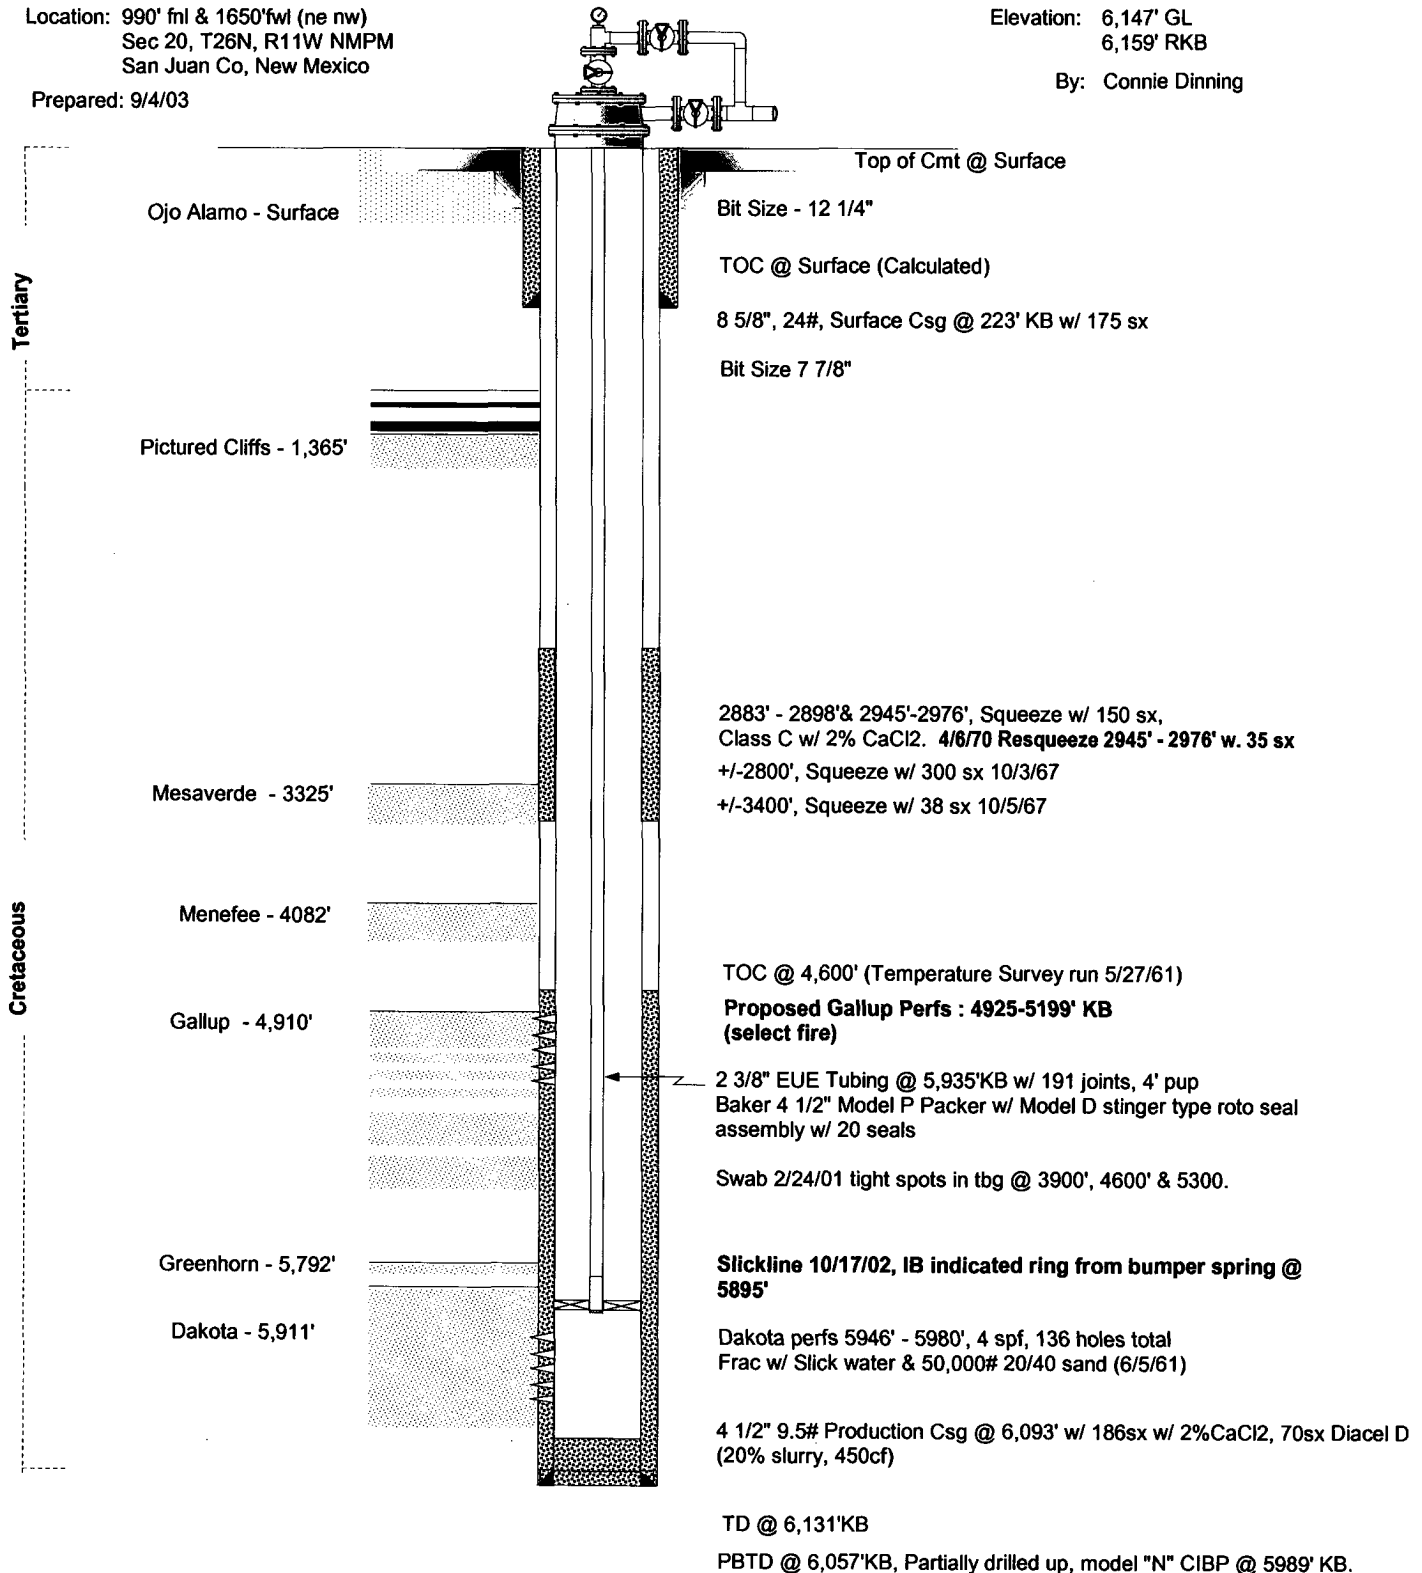 Location: 990' fnl & 1650'fwl (ne nw)
Sec 20, T26N, R11W NMPM
San Juan Co, New Mexico
Prepared: 9/4/03
Elevation: 6,147' GL
6,159' RKB
By: Connie Dinning
Top of Cmt @ Surface
Ojo Alamo - Surface
Bit Size - 12 1/4"
TOC @ Surface (Calculated)
Tertiary
8 5/8", 24#, Surface Csg @ 223' KB w/ 175 sx
Bit Size 7 7/8"
Pictured Cliffs - 1,365'
2883' - 2898'& 2945'-2976', Squeeze w/ 150 sx,
Class C w/ 2% CaCl2. 4/6/70 Resqueeze 2945' - 2976' w. 35 sx
+/-2800', Squeeze w/ 300 sx 10/3/67
Mesaverde - 3325'
+/-3400', Squeeze w/ 38 sx 10/5/67
Menefee - 4082'
Cretaceous
TOC @ 4,600' (Temperature Survey run 5/27/61)
Proposed Gallup Perfs : 4925-5199' KB
(select fire)
Gallup - 4,910'
2 3/8" EUE Tubing @ 5,935'KB w/ 191 joints, 4' pup
Baker 4 1/2" Model P Packer w/ Model D stinger type roto seal
assembly w/ 20 seals
Swab 2/24/01 tight spots in tbg @ 3900', 4600' & 5300.
Greenhorn - 5,792'
Slickline 10/17/02, IB indicated ring from bumper spring @
5895'
Dakota - 5,911'
Dakota perfs 5946' - 5980', 4 spf, 136 holes total
Frac w/ Slick water & 50,000# 20/40 sand (6/5/61)
4 1/2" 9.5# Production Csg @ 6,093' w/ 186sx w/ 2%CaCl2, 70sx Diacel D
(20% slurry, 450cf)
TD @ 6,131'KB
PBTD @ 6,057'KB, Partially drilled up, model "N" CIBP @ 5989' KB.